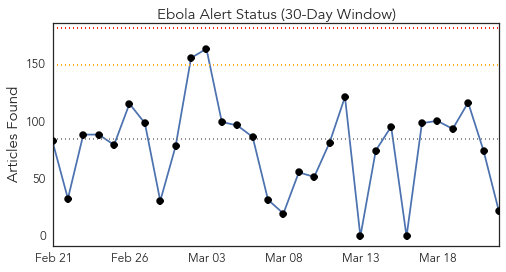 Ebola Alert Status (30-Day Window)
Articles Found
150
100
50
0
Feb 21
Feb 26
Mar 03
Mar 08
Mar 13
Mar 18